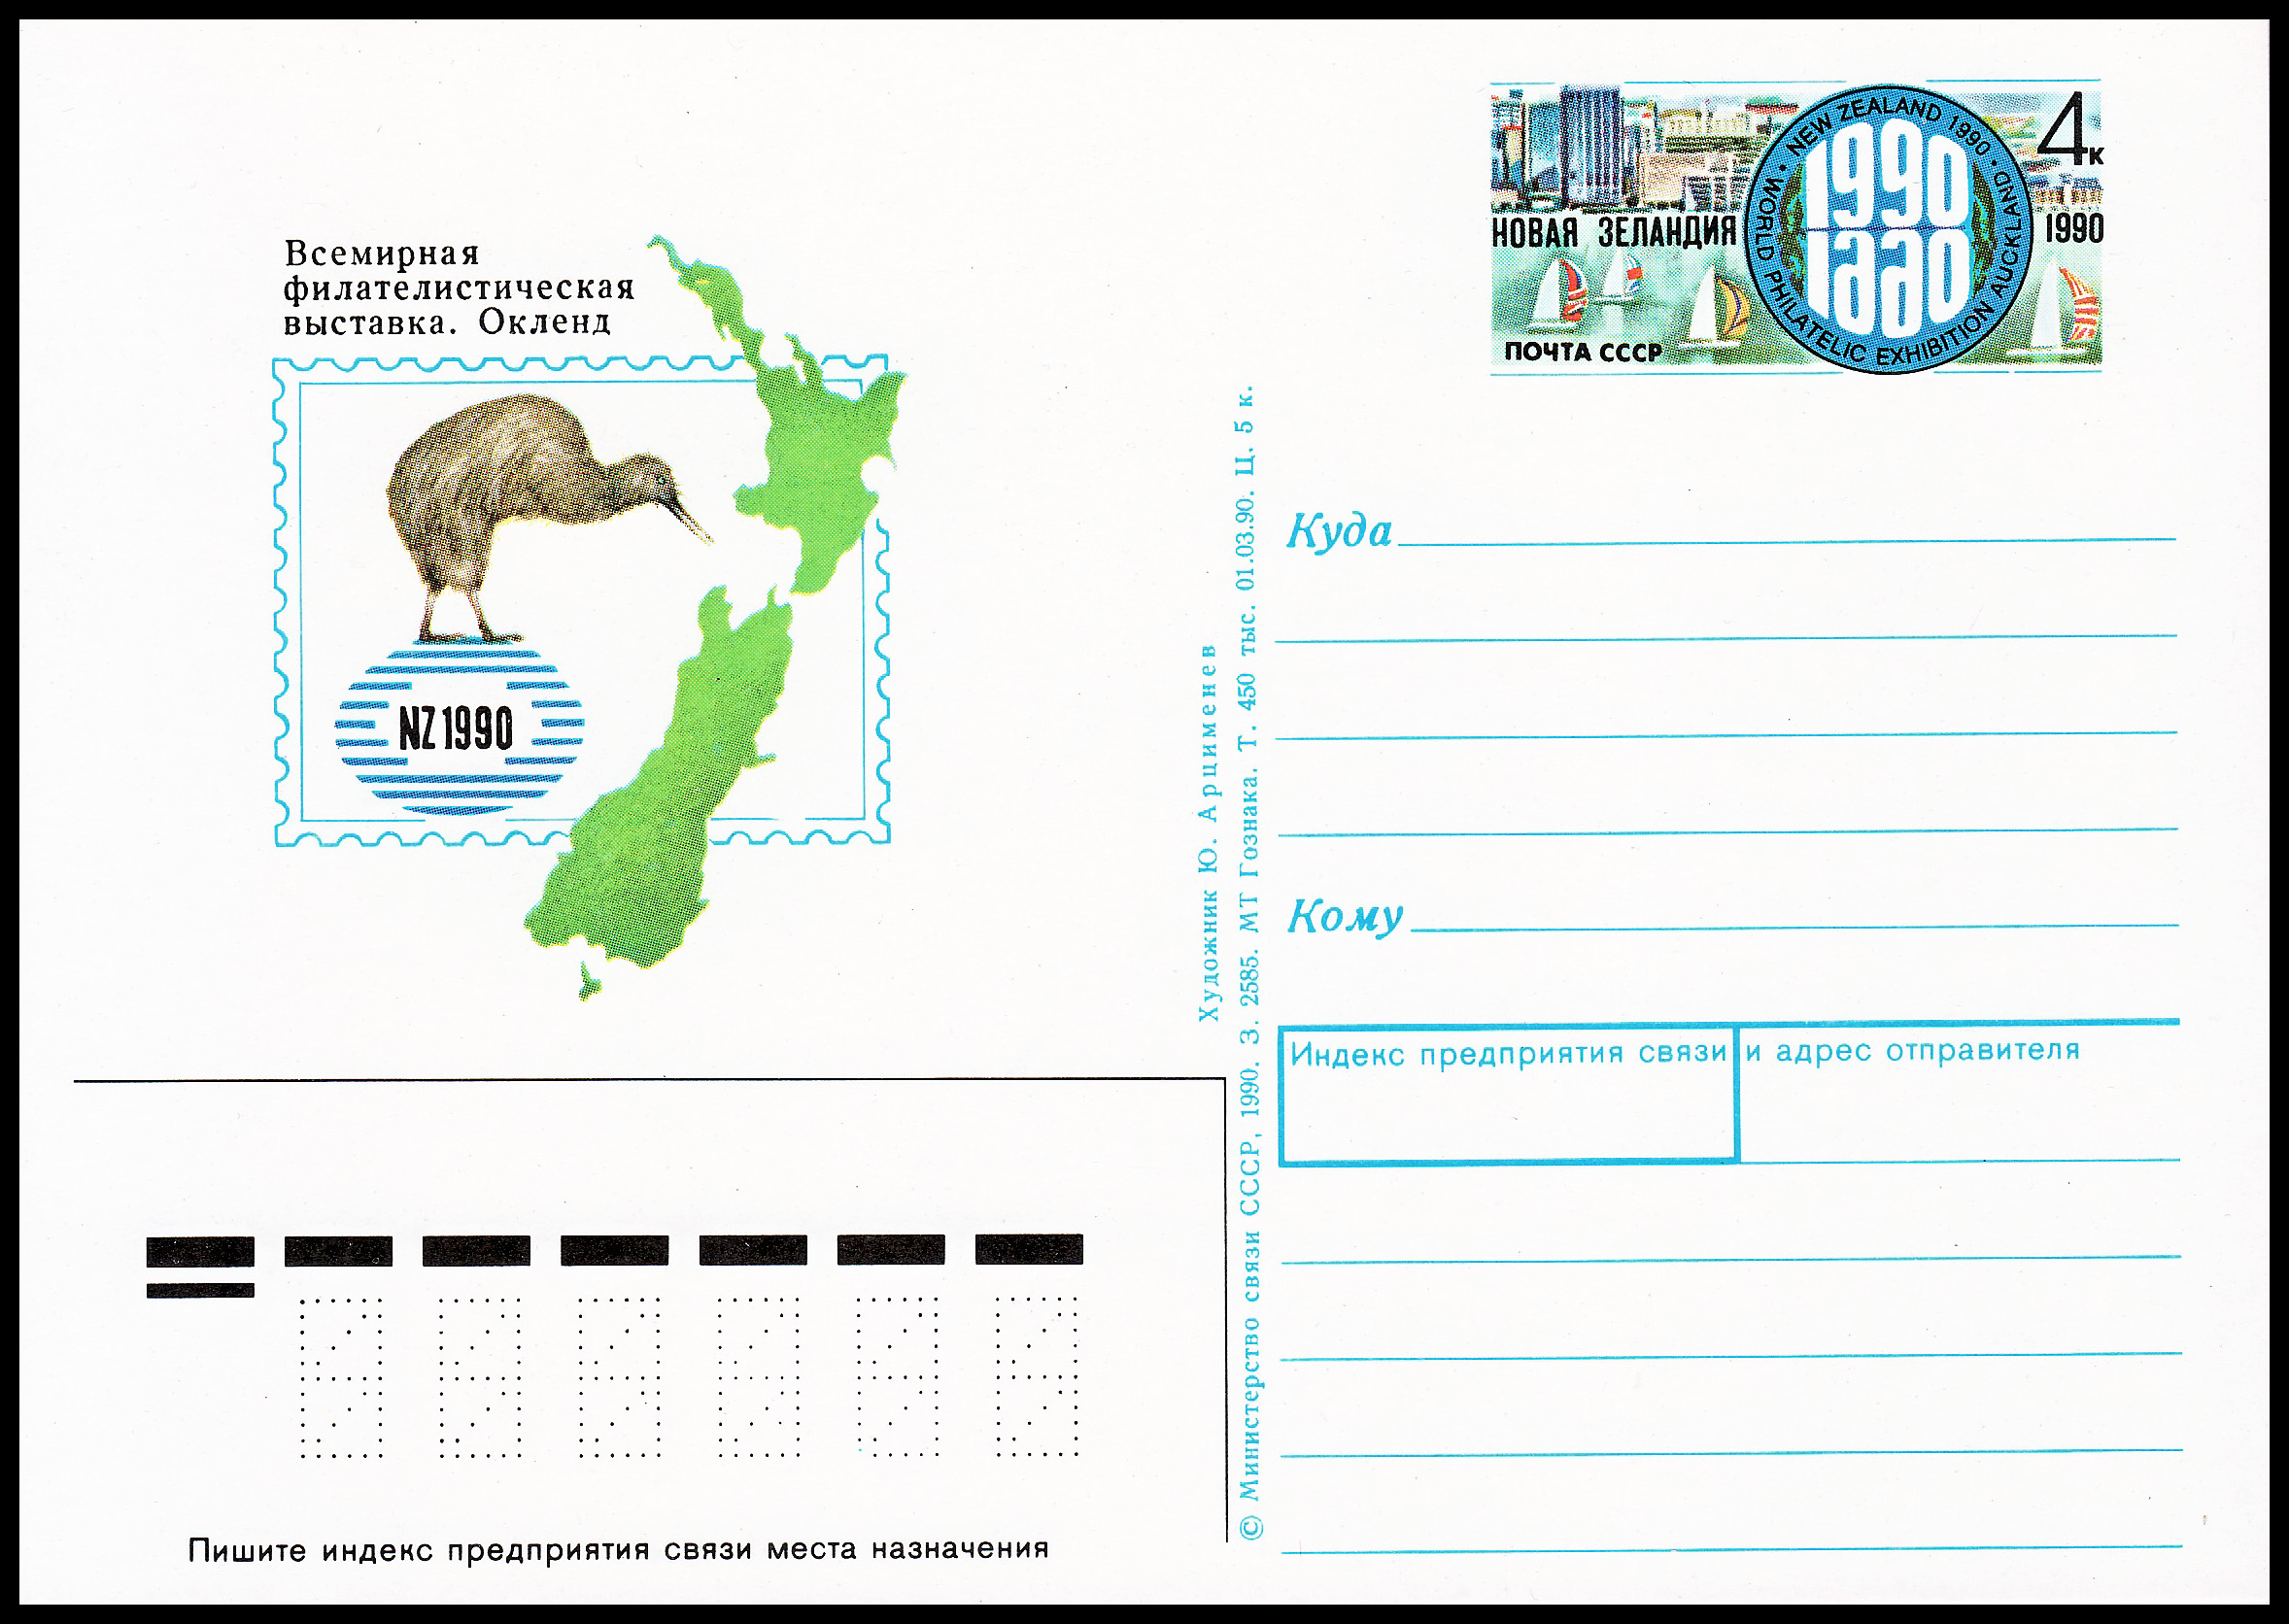 Всемирная
филателистическая
выставка. Окленд
NZ 1990
4к
НОВАЯ ЗЕЛАНДИЯ
1990
ПОЧТА СССР
• NEW ZEALAND 1990 •
WORLD PHILATELIC EXHIBITION AUCKLAND
1990
1990
Куда
Кому
Индекс предприятия связи и адрес отправителя
Художник Ю. Арцименев
© Министерство связи СССР, 1990. З. 2585. МТ Гознака. Т. 450 тыс. 01.03.90. Ц. 5 к.
Пишите индекс предприятия связи места назначения